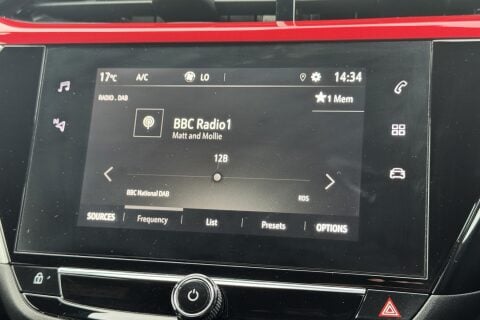 17°C A/C LO 14:34
RADIO . DAB
1 Mem
BBC Radio1
Matt and Mollie
12B
BBC National DAB RDS
SOURCES Frequency List Presets OPTIONS
N